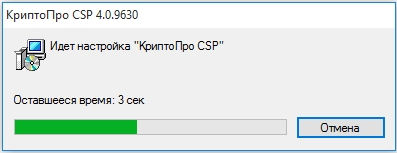 КриптоПро CSP 4.0.9630
Идет настройка "КриптоПро CSP"
Оставшееся время: 3 сек
Отмена